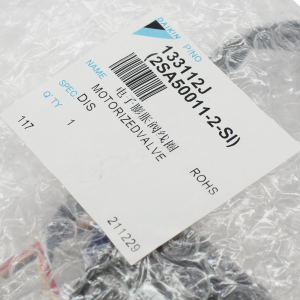 DAIKIN
P/NO
133112J
(2SA50011-2-SI)
NAME
电子膨胀阀线圈
MOTORIZEDVALVE
SPEC.
DIS
ROHS
Q'TY
1
117
211229